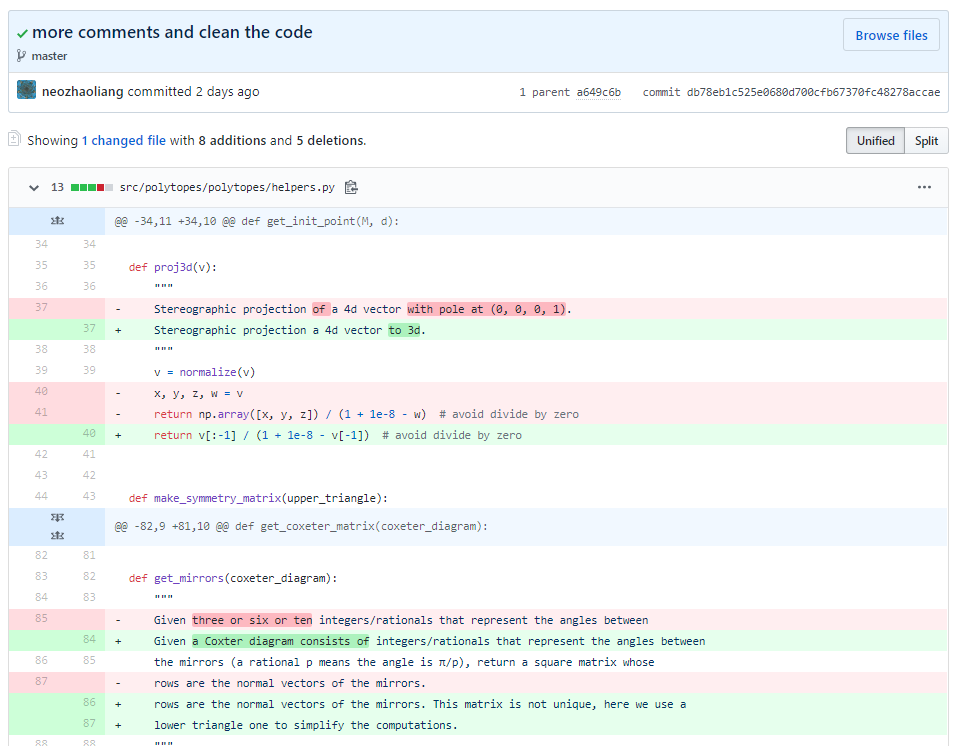 more comments and clean the code
Browse files
master
neozhaoliang committed 2 days ago 1 parent a649c6b commit db78eb1c525e0680d700cfb67370fc48278accae
Showing 1 changed file with 8 additions and 5 deletions. Unified Split
13 src/polytopes/polytopes/helpers.py
@@ -34,11 +34,10 @@ def get_init_point(M, d):
34 34
35 35 def proj3d(v):
36 36 """
37 - Stereographic projection of a 4d vector with pole at (0, 0, 0, 1).
37 + Stereographic projection a 4d vector to 3d.
38 38 """
39 39 v = normalize(v)
40 - x, y, z, w = v
41 - return np.array([x, y, z]) / (1 + 1e-8 - w) # avoid divide by zero
40 + return v[:-1] / (1 + 1e-8 - v[-1]) # avoid divide by zero
42 41
43 42
44 43 def make_symmetry_matrix(upper_triangle):
@@ -82,9 +81,10 @@ def get_coxeter_matrix(coxeter_diagram):
82 81
83 82 def get_mirrors(coxeter_diagram):
84 83 """
85 - Given three or six or ten integers/rationals that represent the angles between
84 + Given a Coxter diagram consists of integers/rationals that represent the angles between
86 85 the mirrors (a rational p means the angle is π/p), return a square matrix whose
87 - rows are the normal vectors of the mirrors.
86 + rows are the normal vectors of the mirrors. This matrix is not unique, here we use a
87 + lower triangle one to simplify the computations.
88 88 """